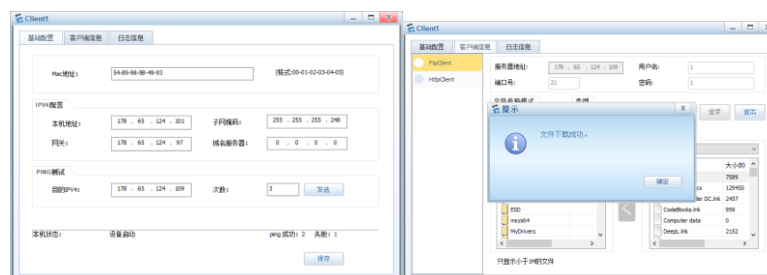 Client1
基础配置 客户端信息 日志信息
Mac地址: 54-89-98-9B-49-93 (格式:00-01-02-03-04-05)
IPV4配置
本机地址: 178 . 65 . 124 . 101 子网掩码: 255 . 255 . 255 . 248
网关: 178 . 65 . 124 . 97 域名服务器: 0 . 0 . 0 . 0
PING测试
目的IPV4: 178 . 65 . 124 . 109 次数: 3 发送
本机状态: 设备启动 ping 成功: 2 失败: 1
保存
Client1
基础配置 客户端信息 日志信息
FtpClient
HttpClient
服务器地址: 178 . 65 . 124 . 109 用户名: 1
端口号: 21 密码: 1
登录 登出
提示
文件下载成功。
确定
大小(B)
7589
cx 129450
ler DC.lnk 2457
ESD CodeBlocks.lnk 959
msys64 Computer data 0
MyDrivers DeepL.lnk 2152
只显示小于1M的文件